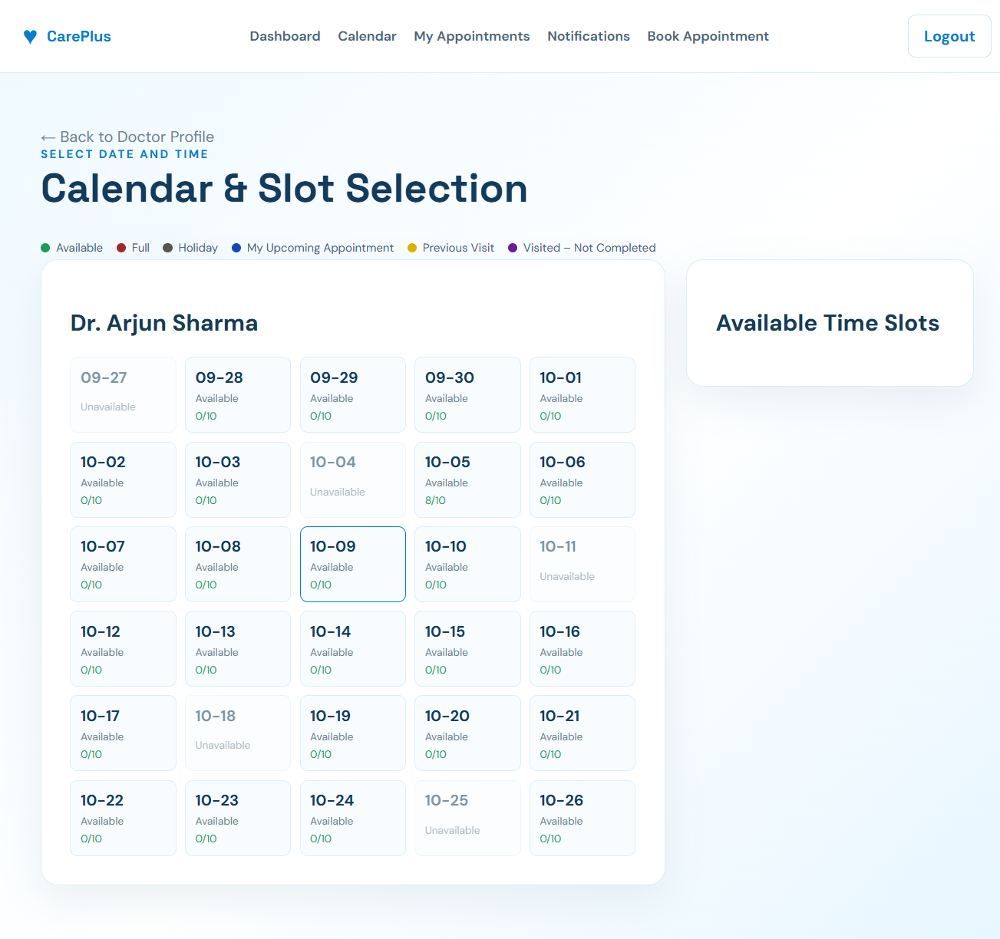 ♥ CarePlus
Dashboard Calendar My Appointments Notifications Book Appointment
Logout
← Back to Doctor Profile
SELECT DATE AND TIME
Calendar & Slot Selection
Available Full Holiday My Upcoming Appointment Previous Visit Visited – Not Completed
Dr. Arjun Sharma
09-27
Unavailable
09-28
Available
0/10
09-29
Available
0/10
09-30
Available
0/10
10-01
Available
0/10
10-02
Available
0/10
10-03
Available
0/10
10-04
Unavailable
10-05
Available
8/10
10-06
Available
0/10
10-07
Available
0/10
10-08
Available
0/10
10-09
Available
0/10
10-10
Available
0/10
10-11
Unavailable
10-12
Available
0/10
10-13
Available
0/10
10-14
Available
0/10
10-15
Available
0/10
10-16
Available
0/10
10-17
Available
0/10
10-18
Unavailable
10-19
Available
0/10
10-20
Available
0/10
10-21
Available
0/10
10-22
Available
0/10
10-23
Available
0/10
10-24
Available
0/10
10-25
Unavailable
10-26
Available
0/10
Available Time Slots